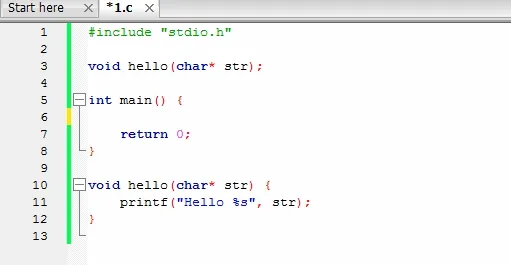 Start here
*1.c
1 #include "stdio.h"
2
3 void hello(char* str);
4
5 int main() {
6
7     return 0;
8 }
9
10 void hello(char* str) {
11     printf("Hello %s", str);
12 }
13